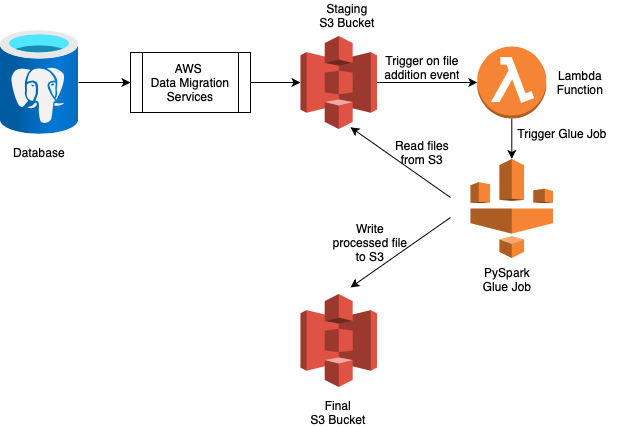 Staging
S3 Bucket
AWS
Data Migration
Services
Trigger on file
addition event
Lambda
Function
Database
Trigger Glue Job
Read files
from S3
Write
processed file
to S3
PySpark
Glue Job
Final
S3 Bucket